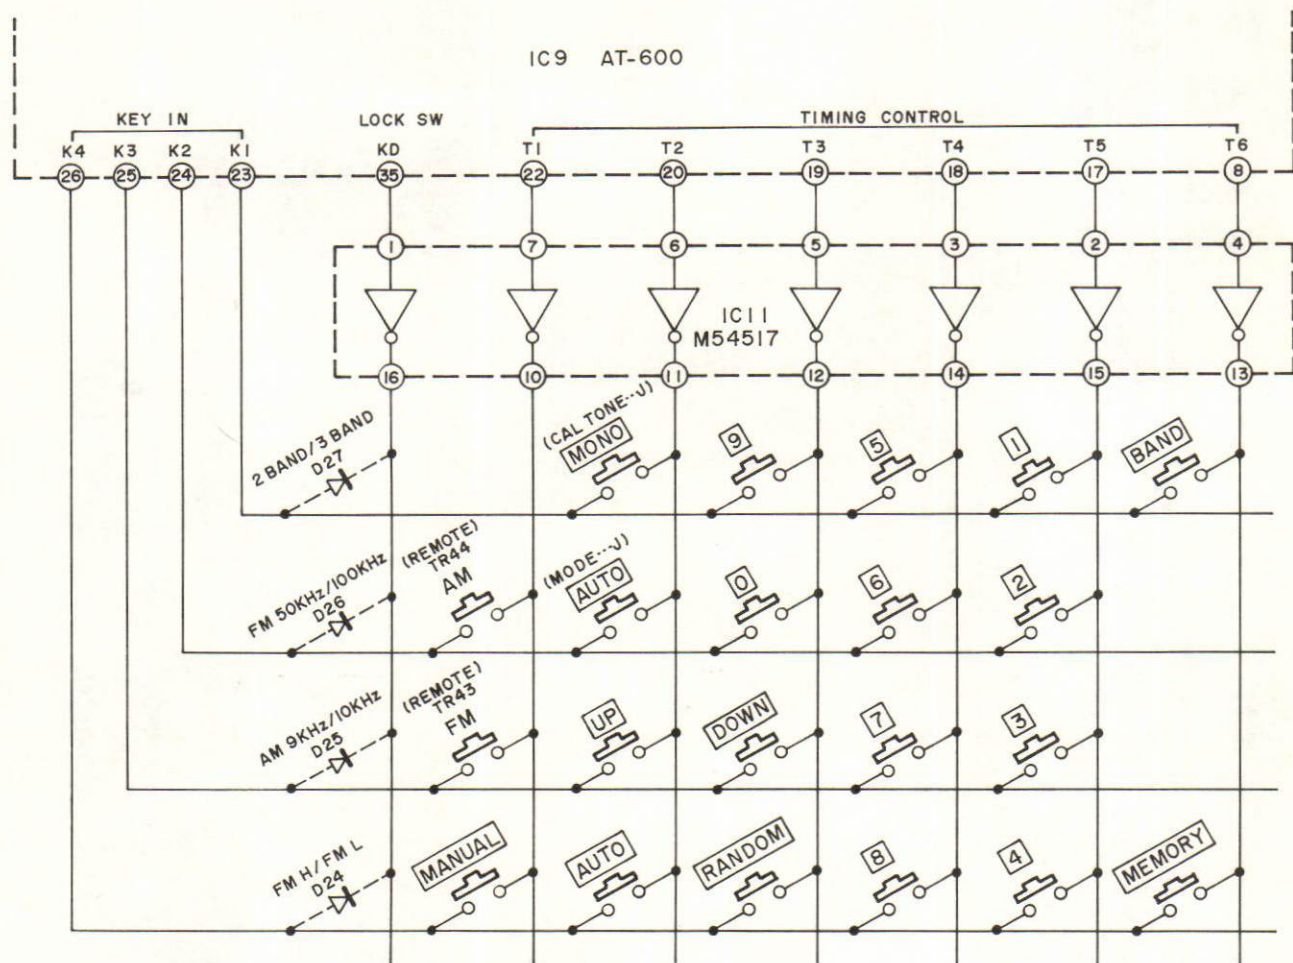 IC9 AT-600
KEY IN LOCK SW TIMING CONTROL
K4 K3 K2 K1 KD T1 T2 T3 T4 T5 T6
26 25 24 23 35 22 20 19 18 17 8
1 7 6 5 3 2 4
IC11
M54517
16 10 11 12 14 15 13
2 BAND/3 BAND
D27
(CAL TONE---J)
MONO
9
5
1
BAND
FM 50KHz/100KHz
D26
(REMOTE)
TR44
AM
(MODE---J)
AUTO
0
6
2
AM 9KHz/10KHz
D25
(REMOTE)
TR43
FM
UP
DOWN
7
3
FM H/FM L
D24
MANUAL
AUTO
RANDOM
8
4
MEMORY